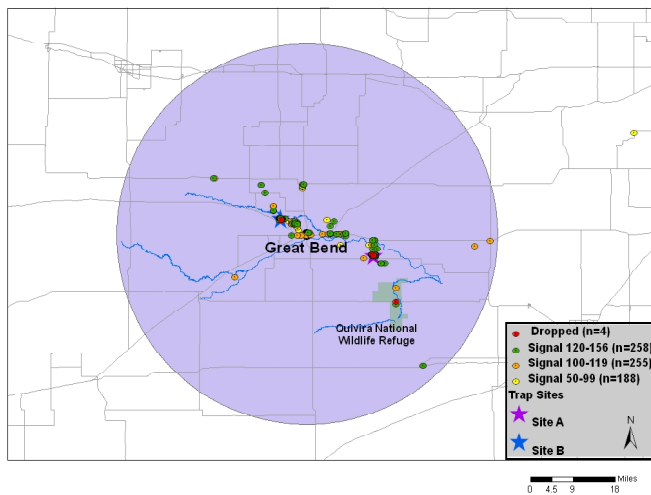 Great Bend
Quivira National
Wildlife Refuge
Dropped (n=4)
Signal 120-156 (n=258)
Signal 100-119 (n=255)
Signal 50-99 (n=188)
Trap Sites
Site A
Site B
N
Miles
0 4.5 9 18